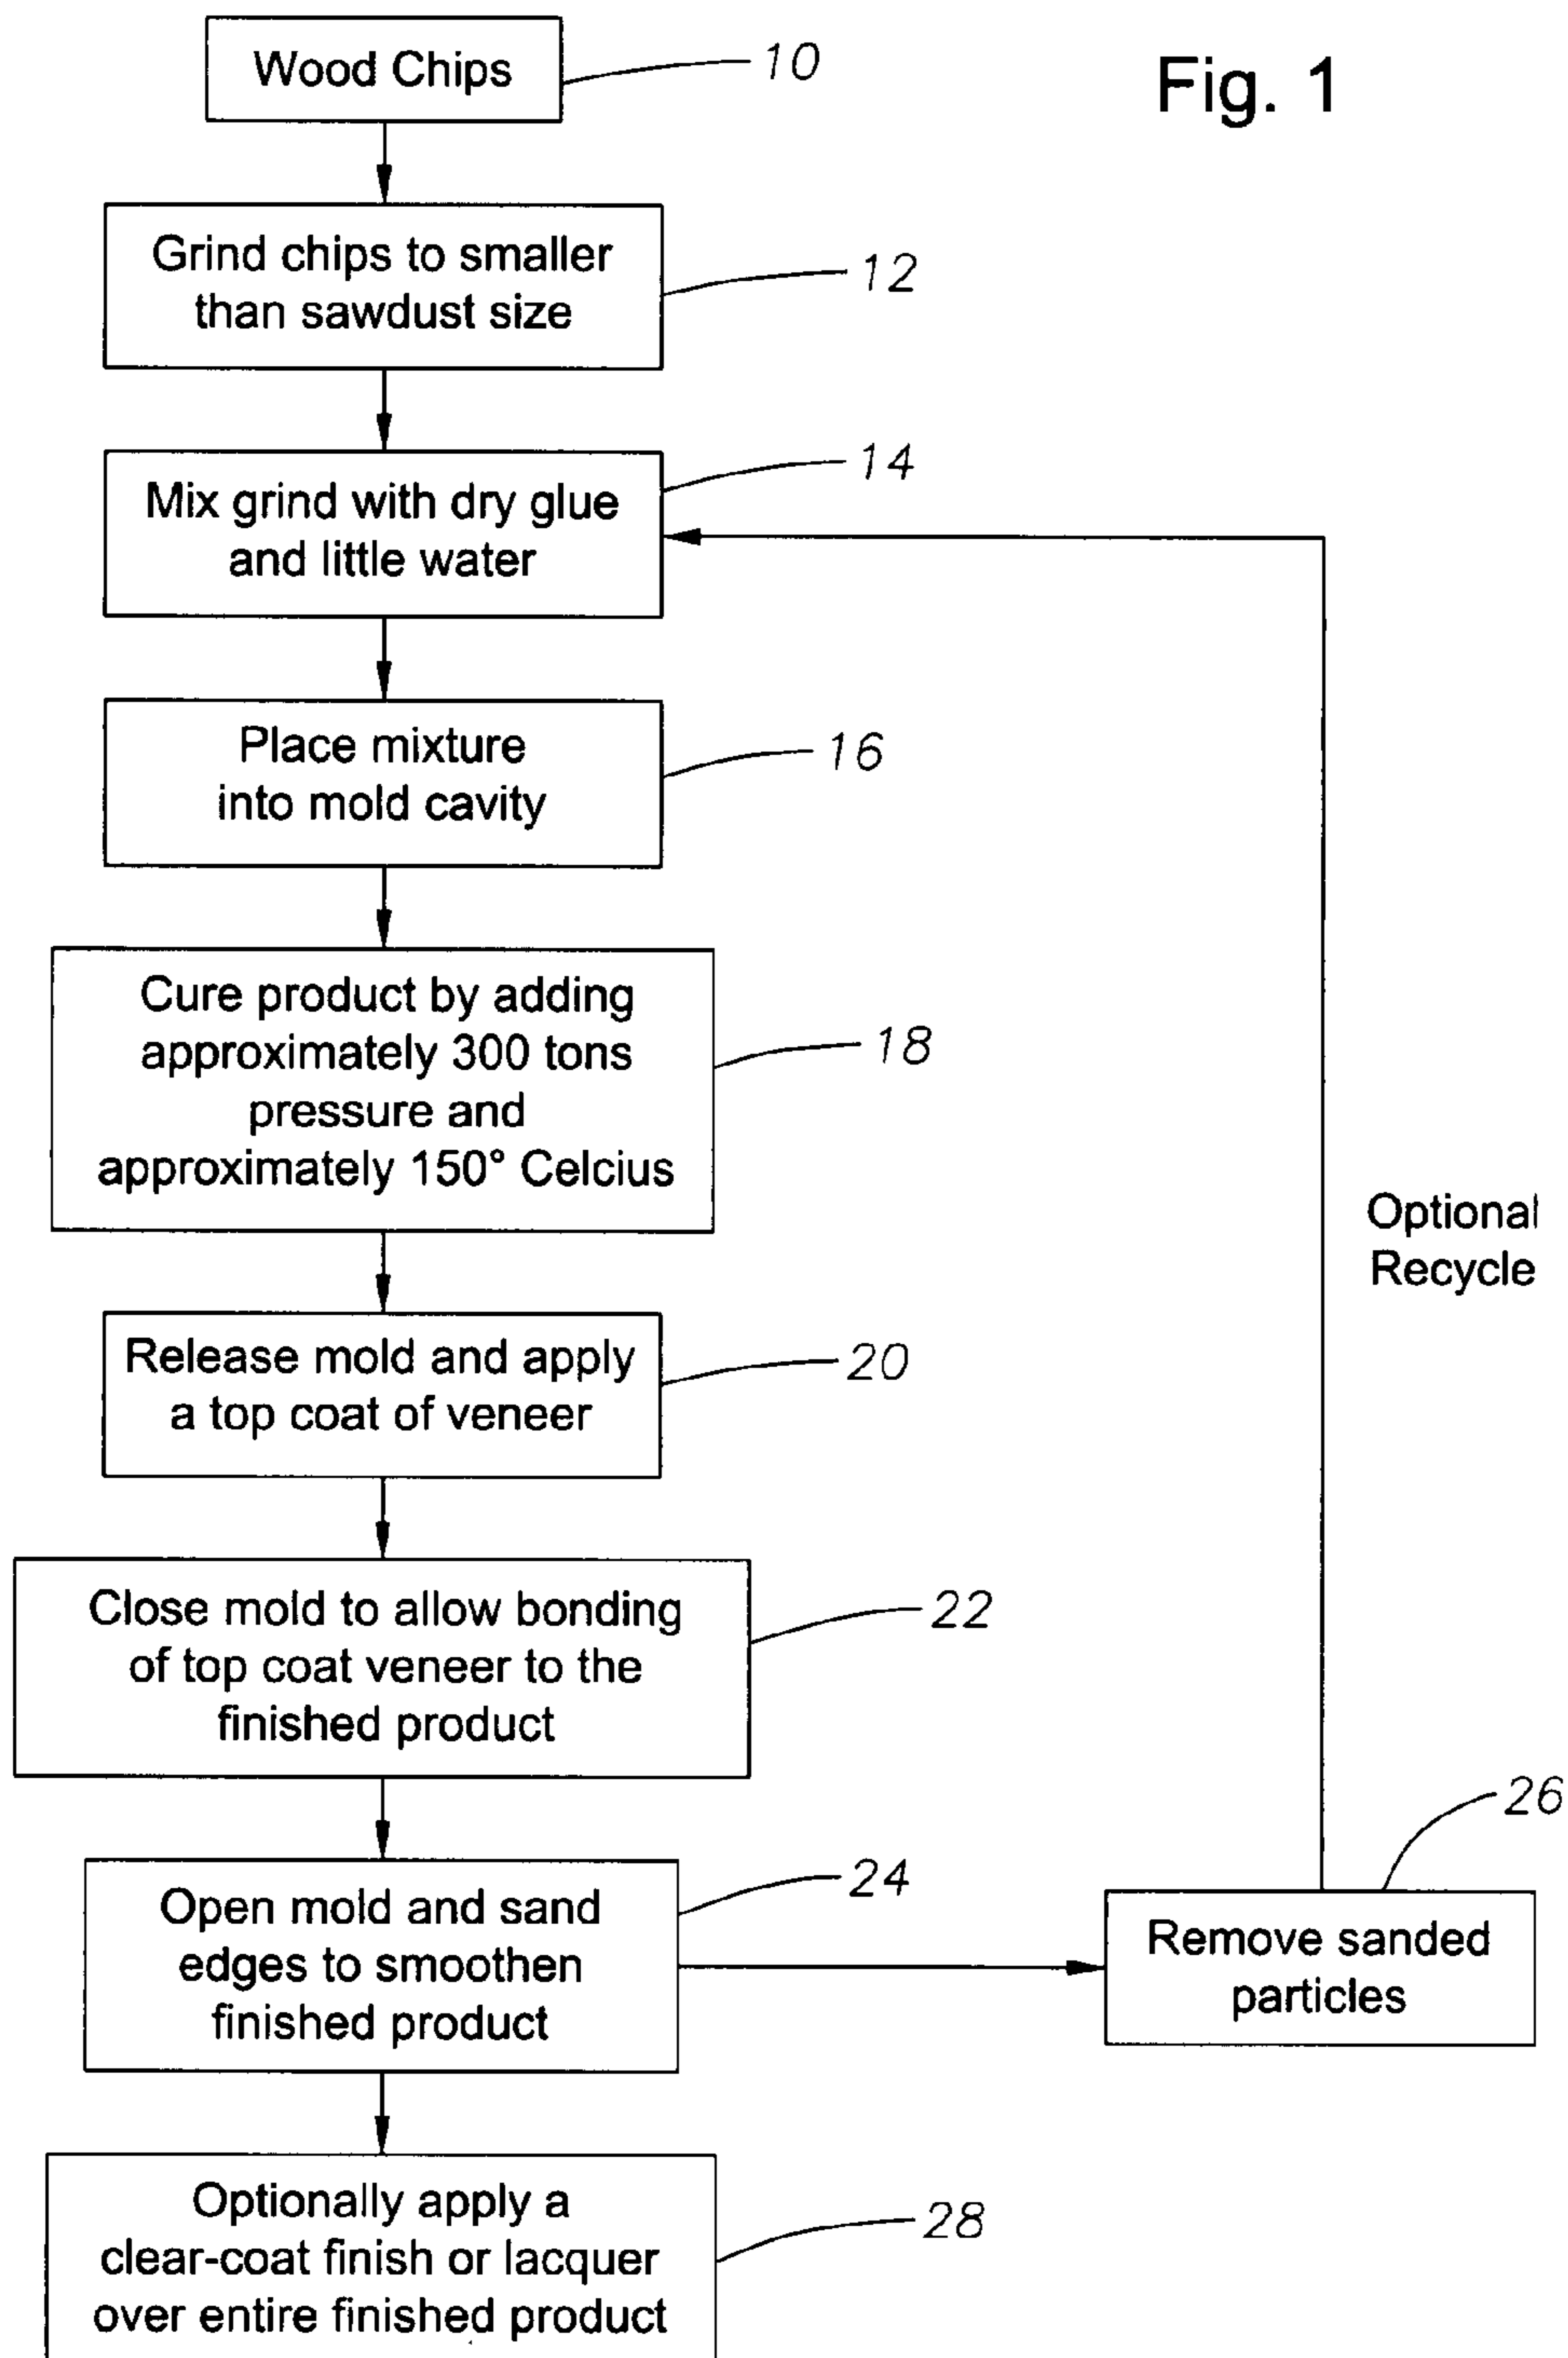 Fig. 1
Wood Chips
10
Grind chips to smaller
than sawdust size
12
Mix grind with dry glue
and little water
14
Place mixture
into mold cavity
16
Cure product by adding
approximately 300 tons
pressure and
approximately 150° Celcius
18
Optional
Recycle
Release mold and apply
a top coat of veneer
20
Close mold to allow bonding
of top coat veneer to the
finished product
22
Open mold and sand
edges to smoothen
finished product
24
Remove sanded
particles
26
Optionally apply a
clear-coat finish or lacquer
over entire finished product
28